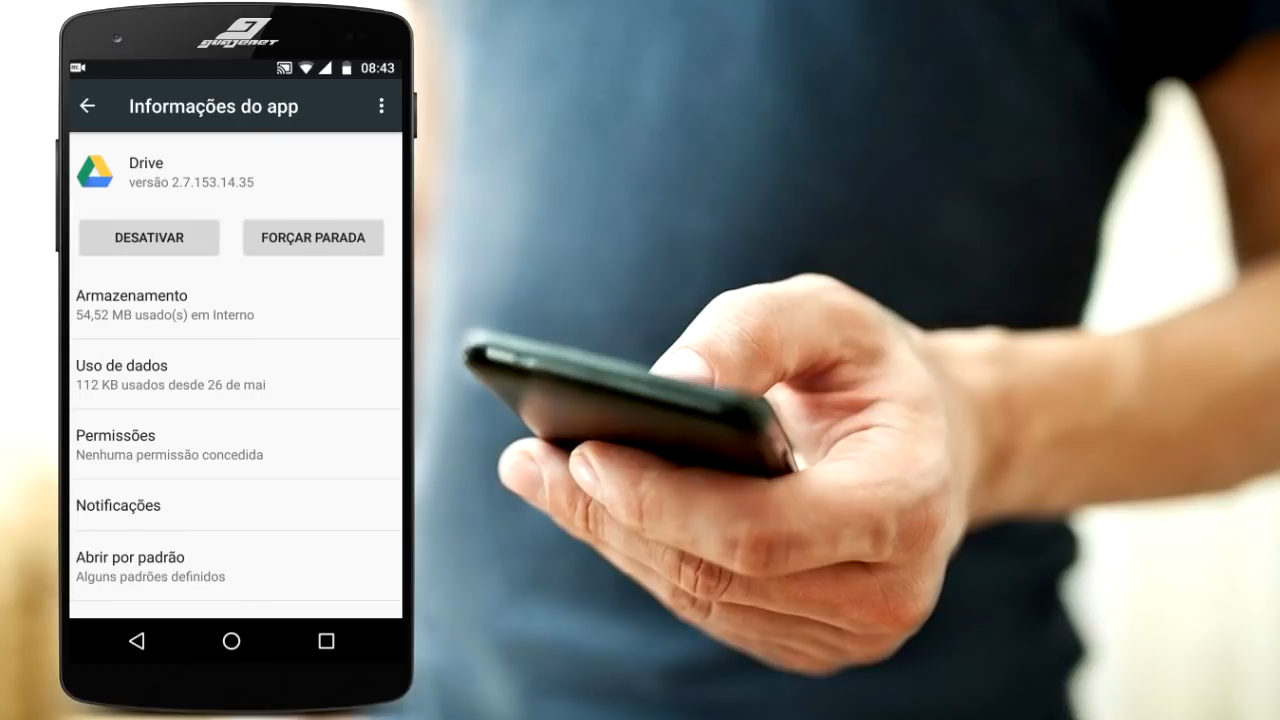 guajenet
08:43
Informações do app
Drive
versão 2.7.153.14.35
DESATIVAR
FORÇAR PARADA
Armazenamento
54,52 MB usado(s) em Interno
Uso de dados
112 KB usados desde 26 de mai
Permissões
Nenhuma permissão concedida
Notificações
Abrir por padrão
Alguns padrões definidos